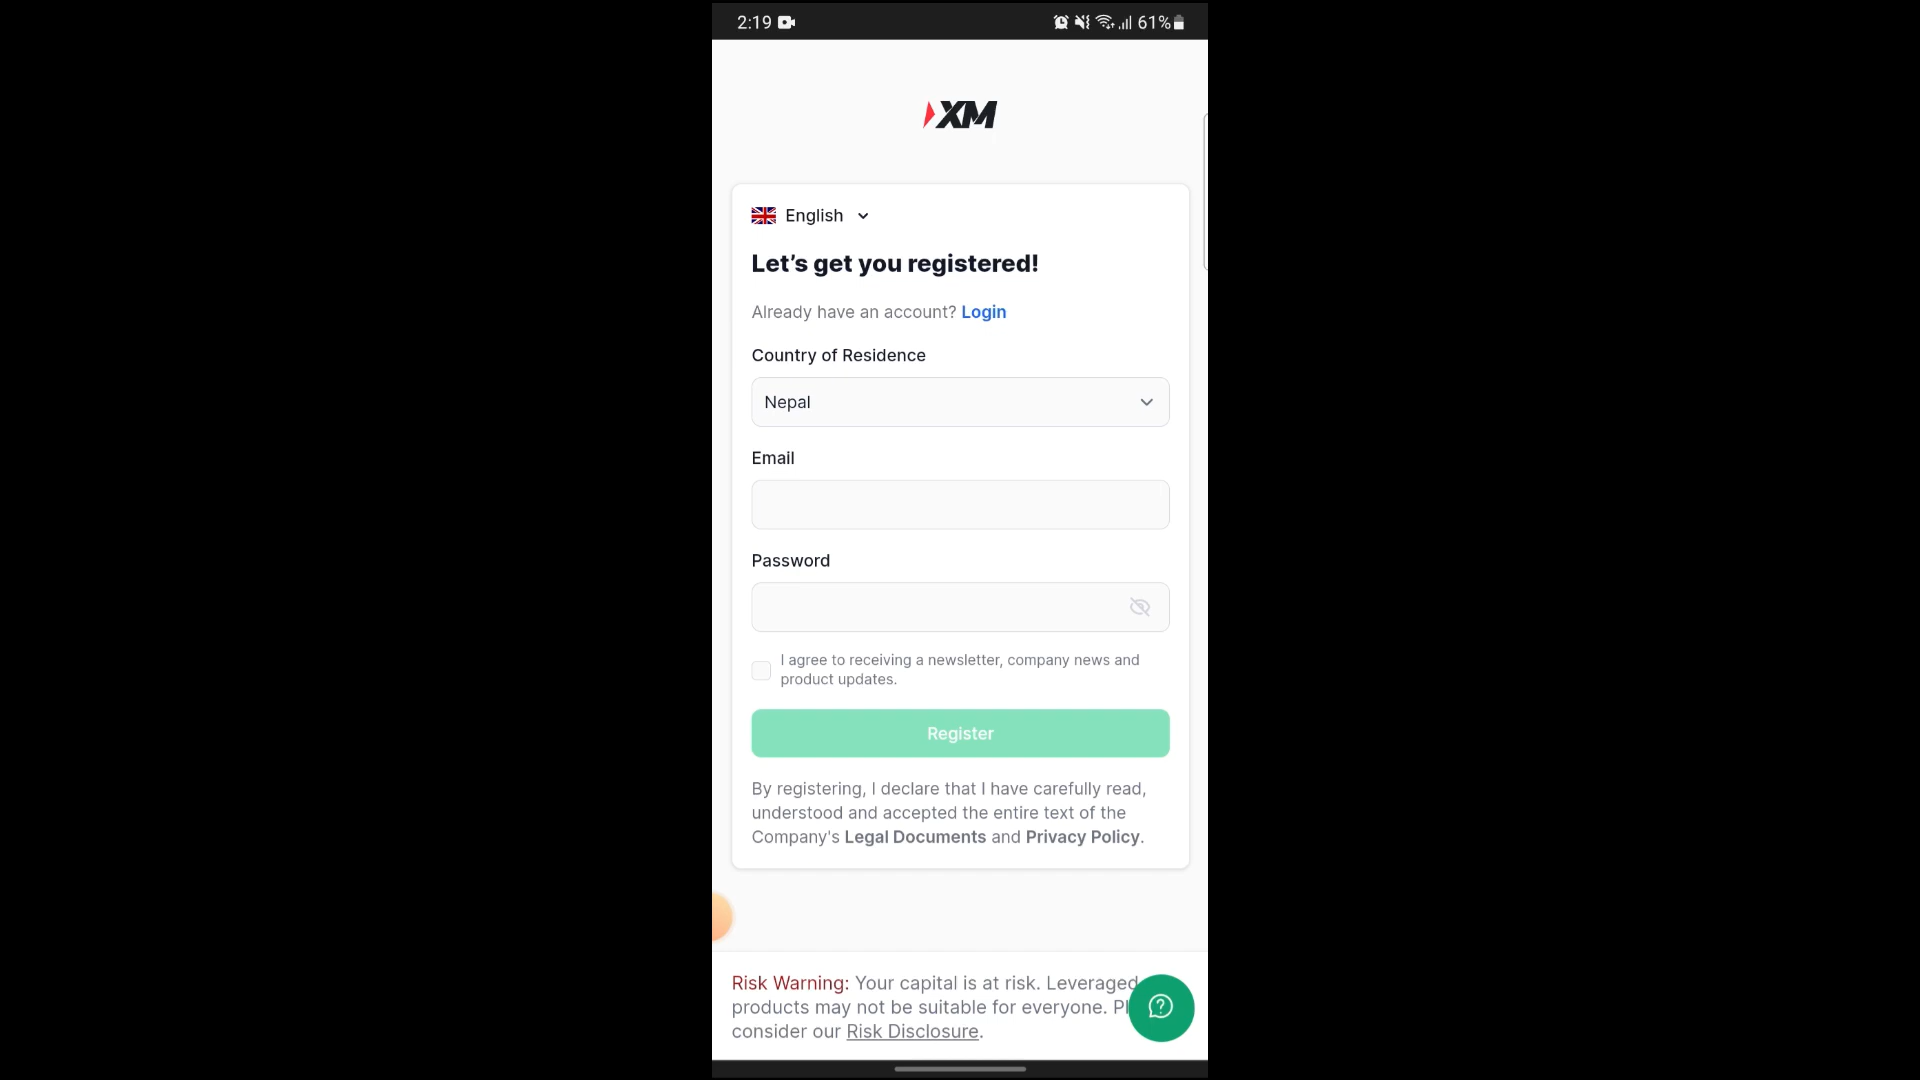 2:19
61%
XM
English
Let’s get you registered!
Already have an account? Login
Country of Residence
Nepal
Email
Password
I agree to receiving a newsletter, company news and
product updates.
Register
By registering, I declare that I have carefully read,
understood and accepted the entire text of the
Company's Legal Documents and Privacy Policy.
Risk Warning: Your capital is at risk. Leveraged
products may not be suitable for everyone.
consider our Risk Disclosure.